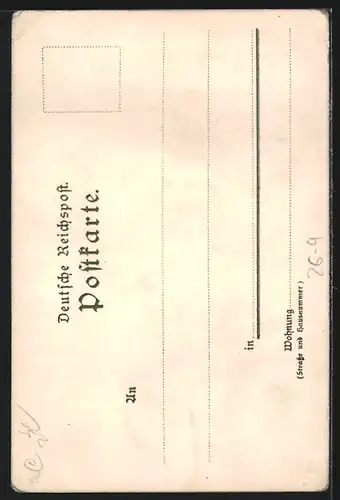 Deutsche Reichspost.
Postkarte.
An
in
Wohnung
(Straße und Hausnummer)
26-9